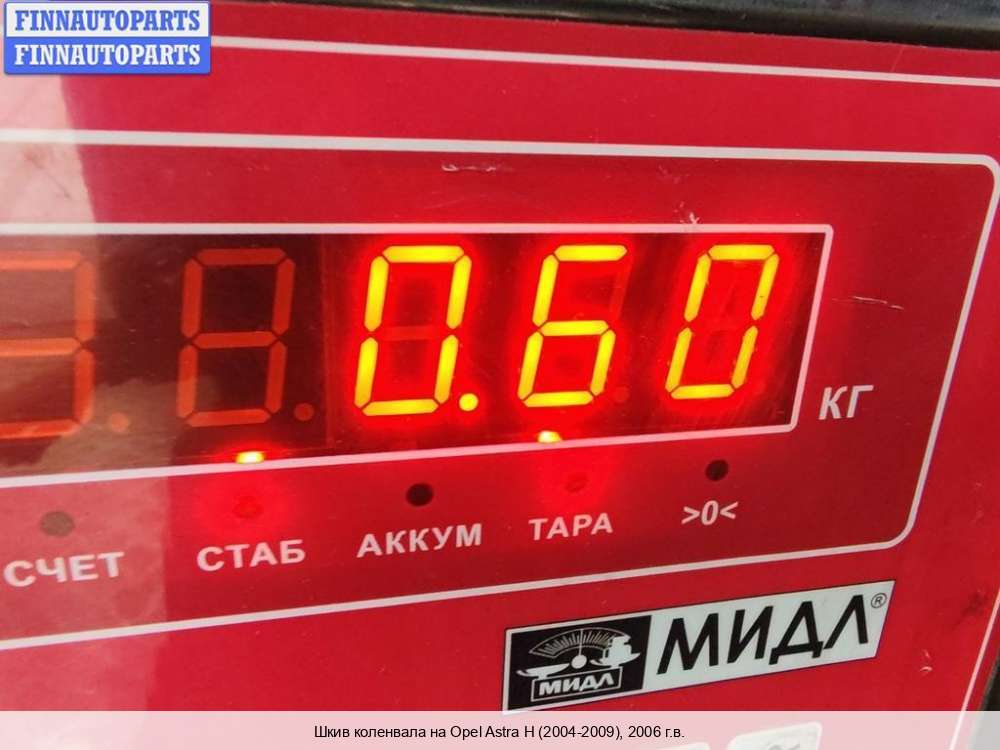 FINNAUTOPARTS
FINNAUTOPARTS
0.60
КГ
СЧЕТ СТАБ АККУМ ТАРА >0<
МИДЛ МИДЛ®
Шкив коленвала на Opel Astra H (2004-2009), 2006 г.в.